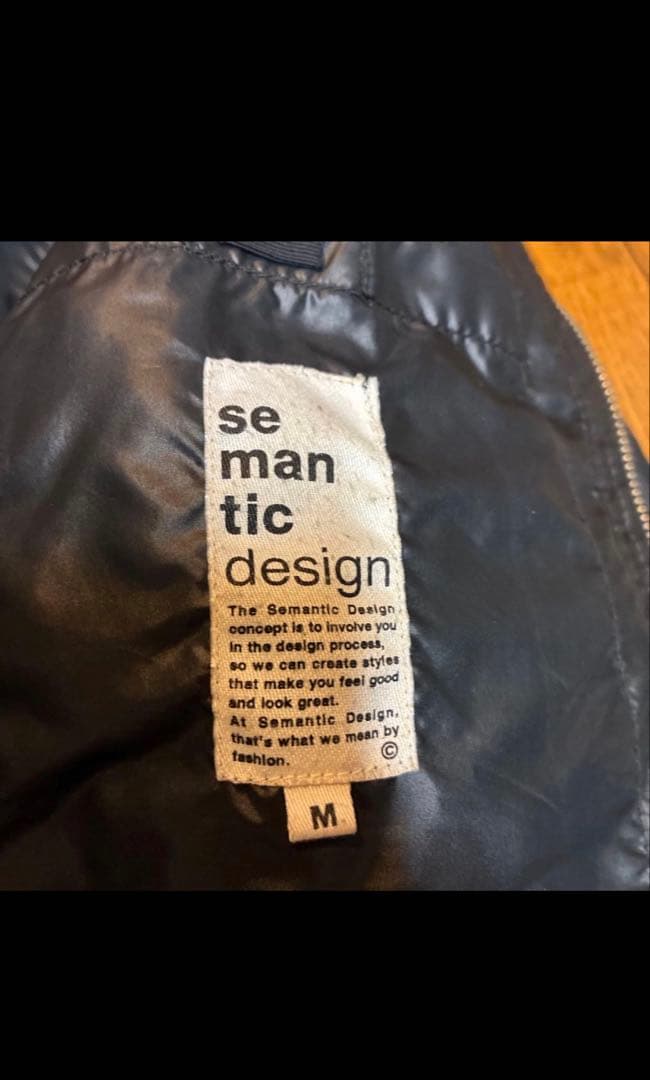 se
man
tic
design
The Semantic Design
concept is to involve you
in the design process,
so we can create styles
that make you feel good
and look great.
At Semantic Design,
that's what we mean by
fashion. ©
M